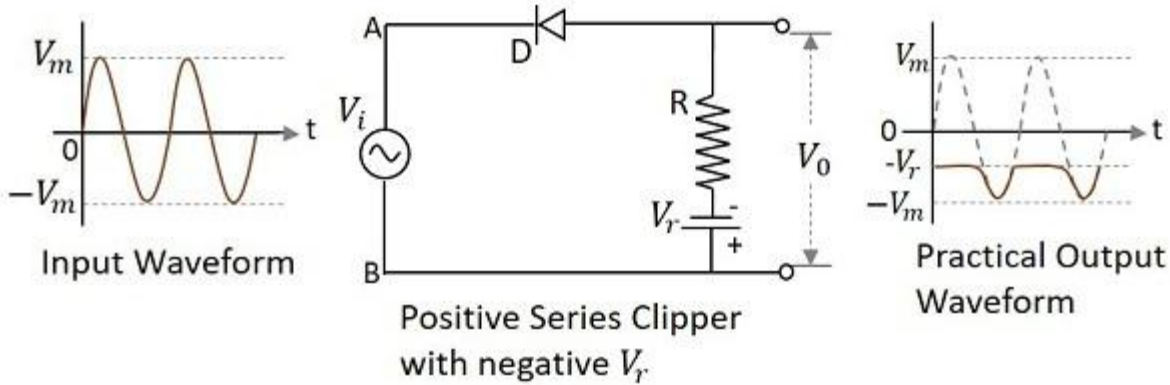 V_m
0
−V_m
t
Input Waveform
A
V_i
B
D
R
V_r
-
+
V_0
Positive Series Clipper
with negative V_r
V_m
0
-V_r
−V_m
t
Practical Output
Waveform